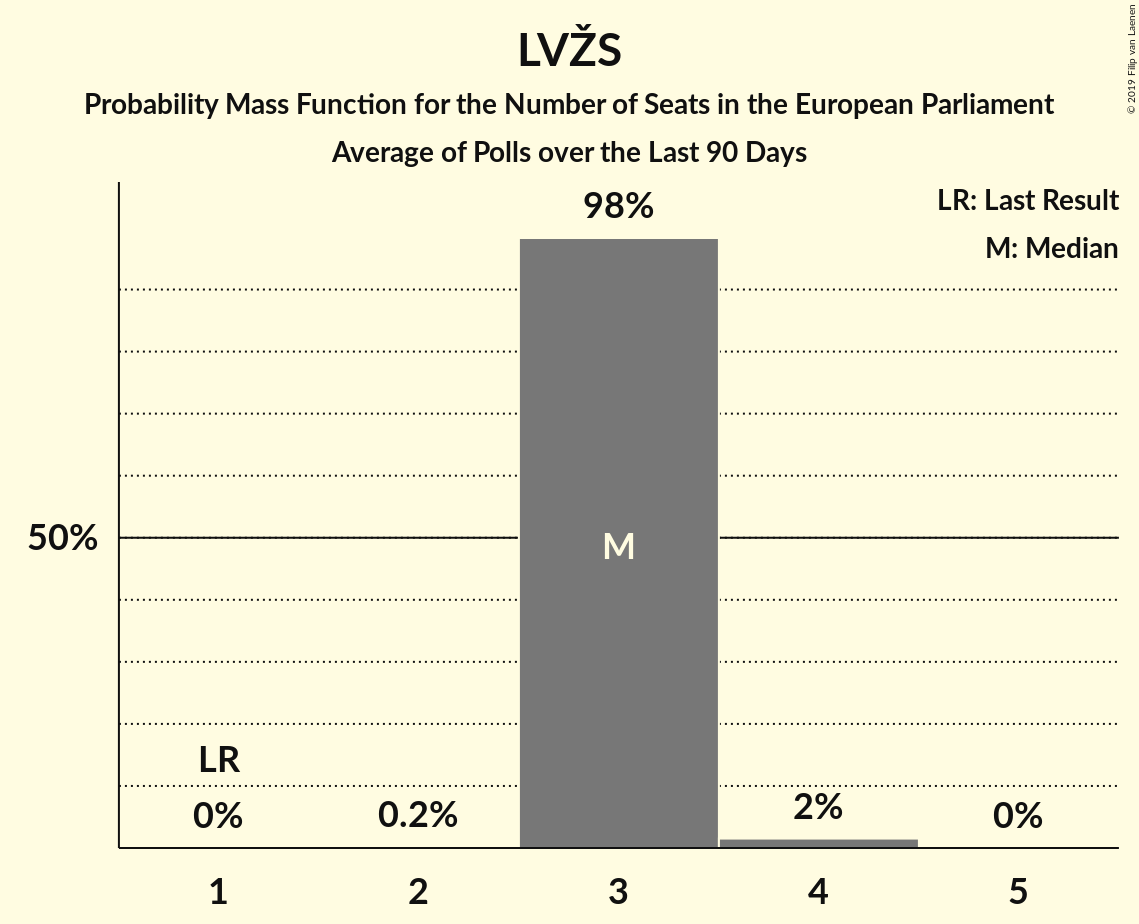 LVŽS
Probability Mass Function for the Number of Seats in the European Parliament
Average of Polls over the Last 90 Days
© 2019 Filip van Laenen
LR: Last Result
M: Median
98%
50%
M
LR
0%
0.2%
2%
0%
1
2
3
4
5